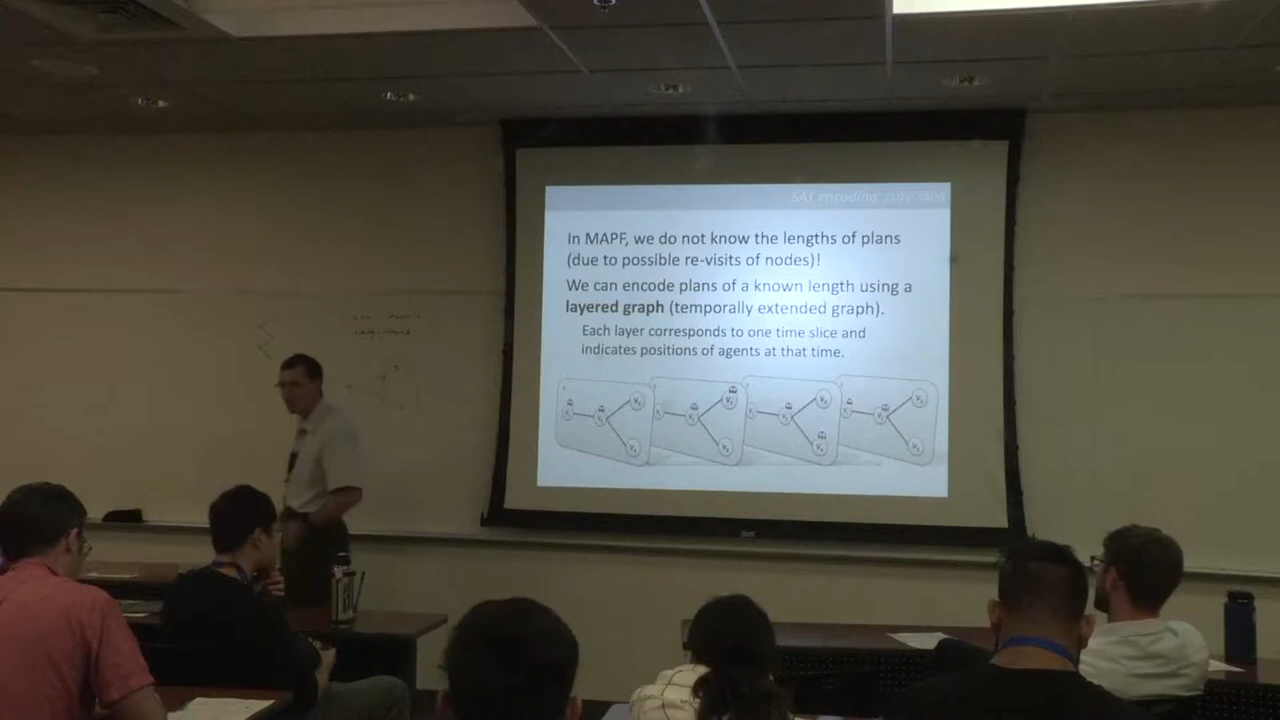 SAT encoding: core idea
In MAPF, we do not know the lengths of plans
(due to possible re-visits of nodes)!
We can encode plans of a known length using a
layered graph (temporally extended graph).
Each layer corresponds to one time slice and
indicates positions of agents at that time.